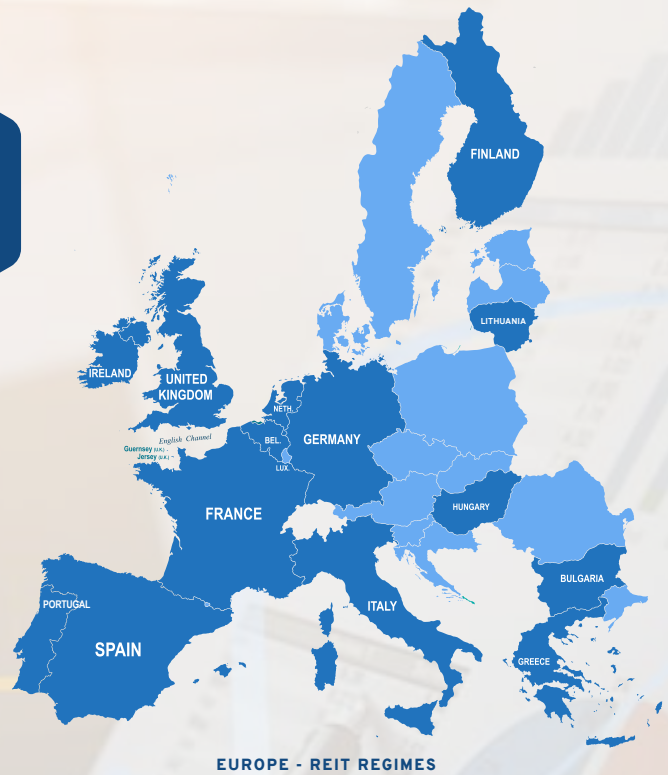 FINLAND
LITHUANIA
IRELAND
UNITED
KINGDOM
NETH.
English Channel
Guernsey (U.K.)
Jersey (U.K.)
BEL.
GERMANY
LUX.
FRANCE
HUNGARY
BULGARIA
PORTUGAL
ITALY
SPAIN
GREECE
EUROPE - REIT REGIMES